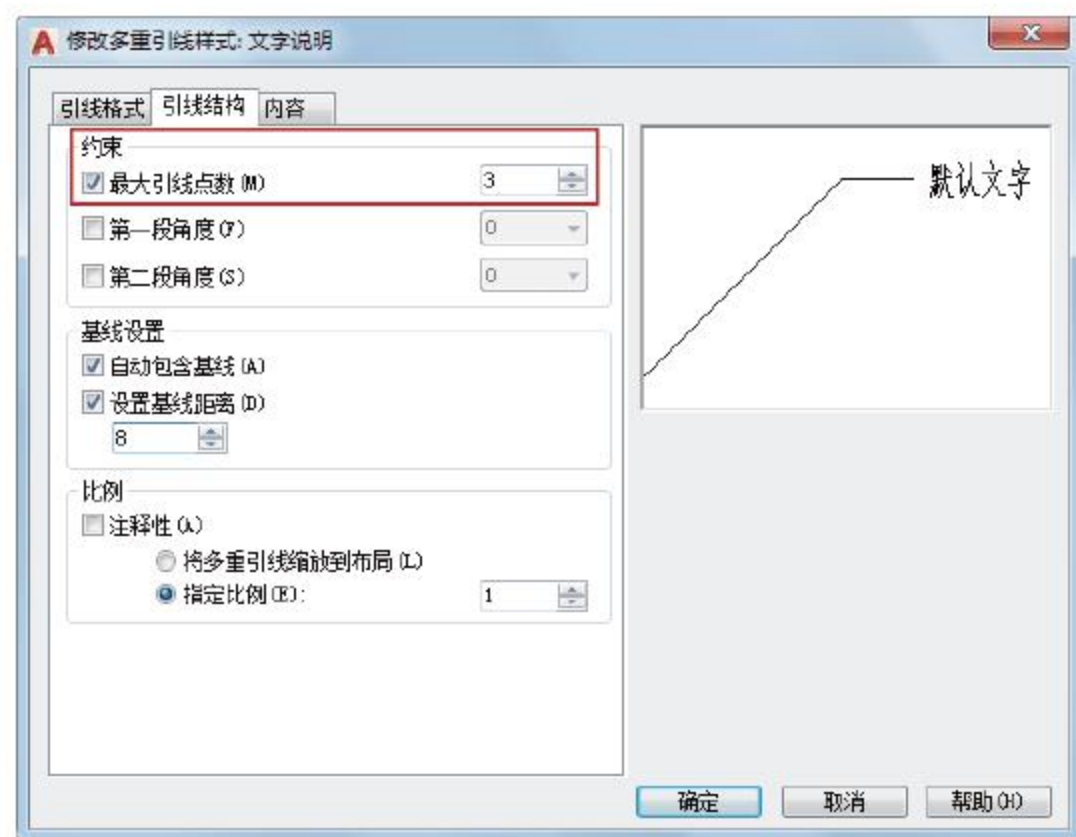 修改多重引线样式: 文字说明
引线格式 引线结构 内容
约束
最大引线点数(M) 3
第一段角度(F) 0
第二段角度(S) 0
基线设置
自动包含基线(A)
设置基线距离(D)
8
比例
注释性(A)
将多重引线缩放到布局(L)
指定比例(E): 1
默认文字
确定 取消 帮助(H)